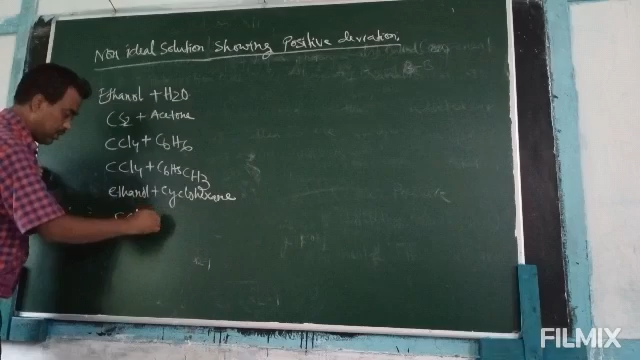 Non ideal Solution Showing Positive deviation,
Ethanol + H2O
CS2 + Acetone
CCl4 + C6H6
CCl4 + C6H5CH3
ethanol + Cyclohexane
FILMIX